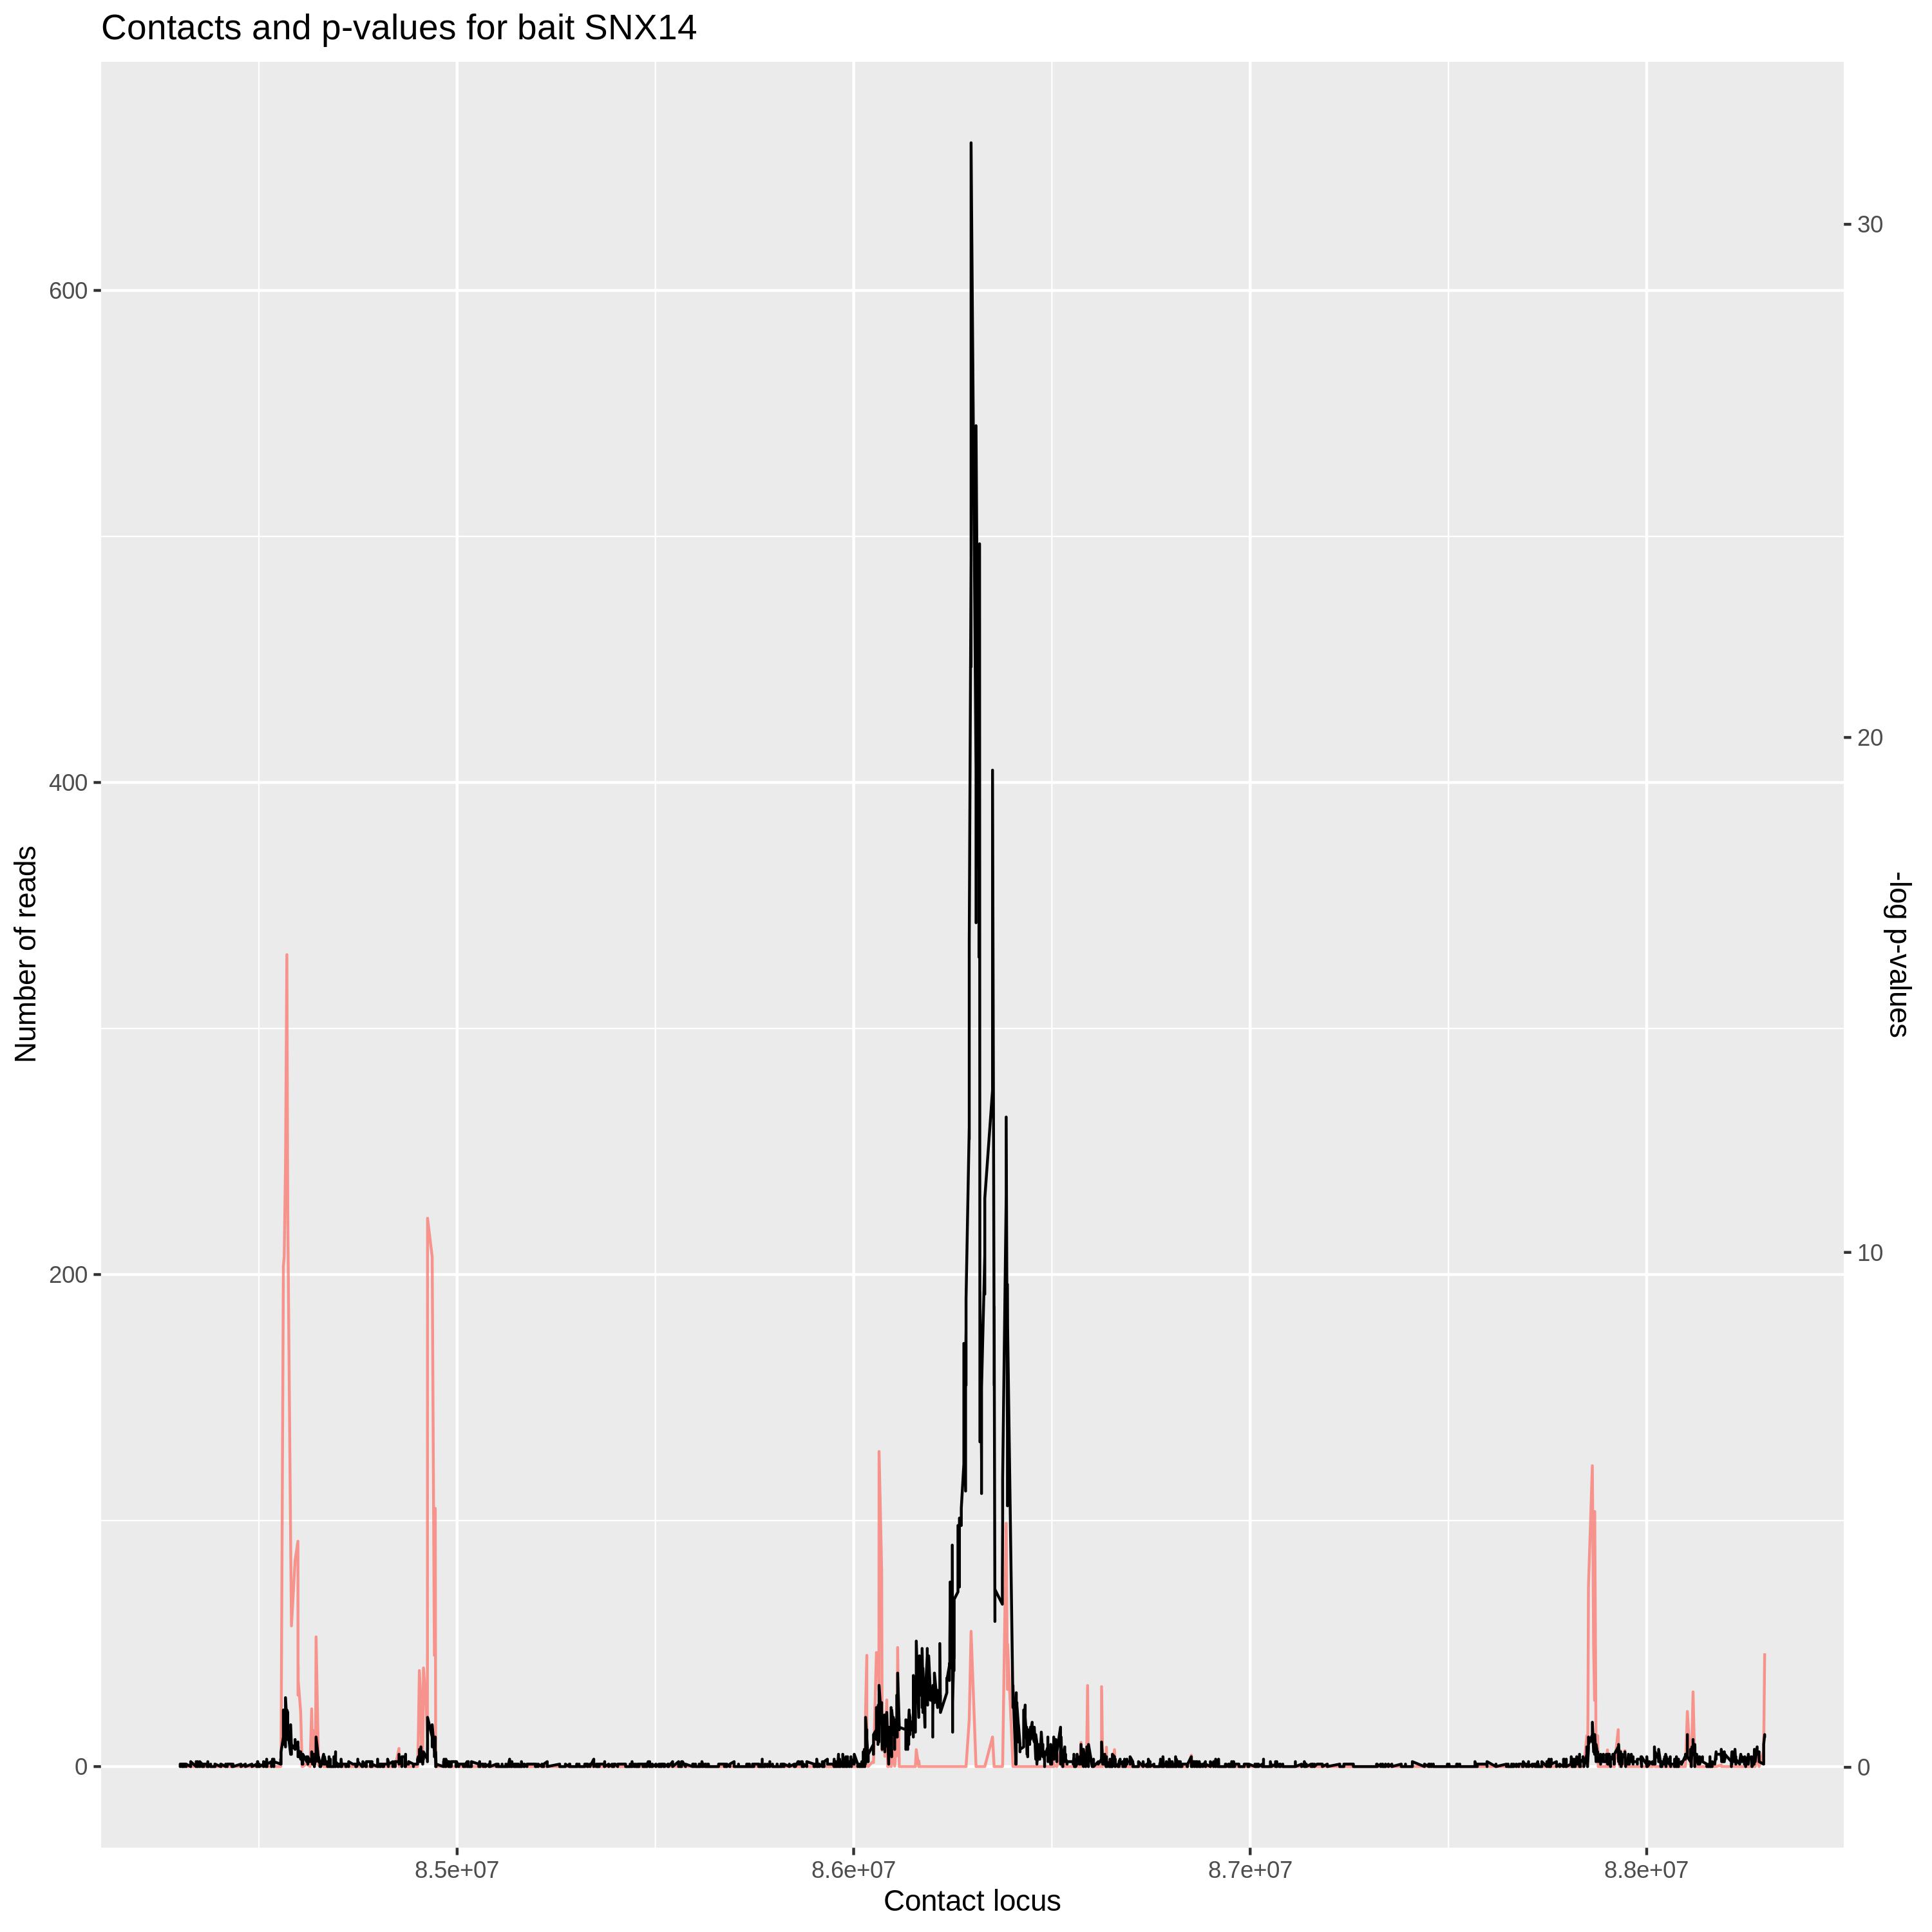 Contacts and p-values for bait SNX14
Number of reads
600
400
200
0
30
20
10
0
-log p-values
8.5e+07 8.6e+07 8.7e+07 8.8e+07
Contact locus